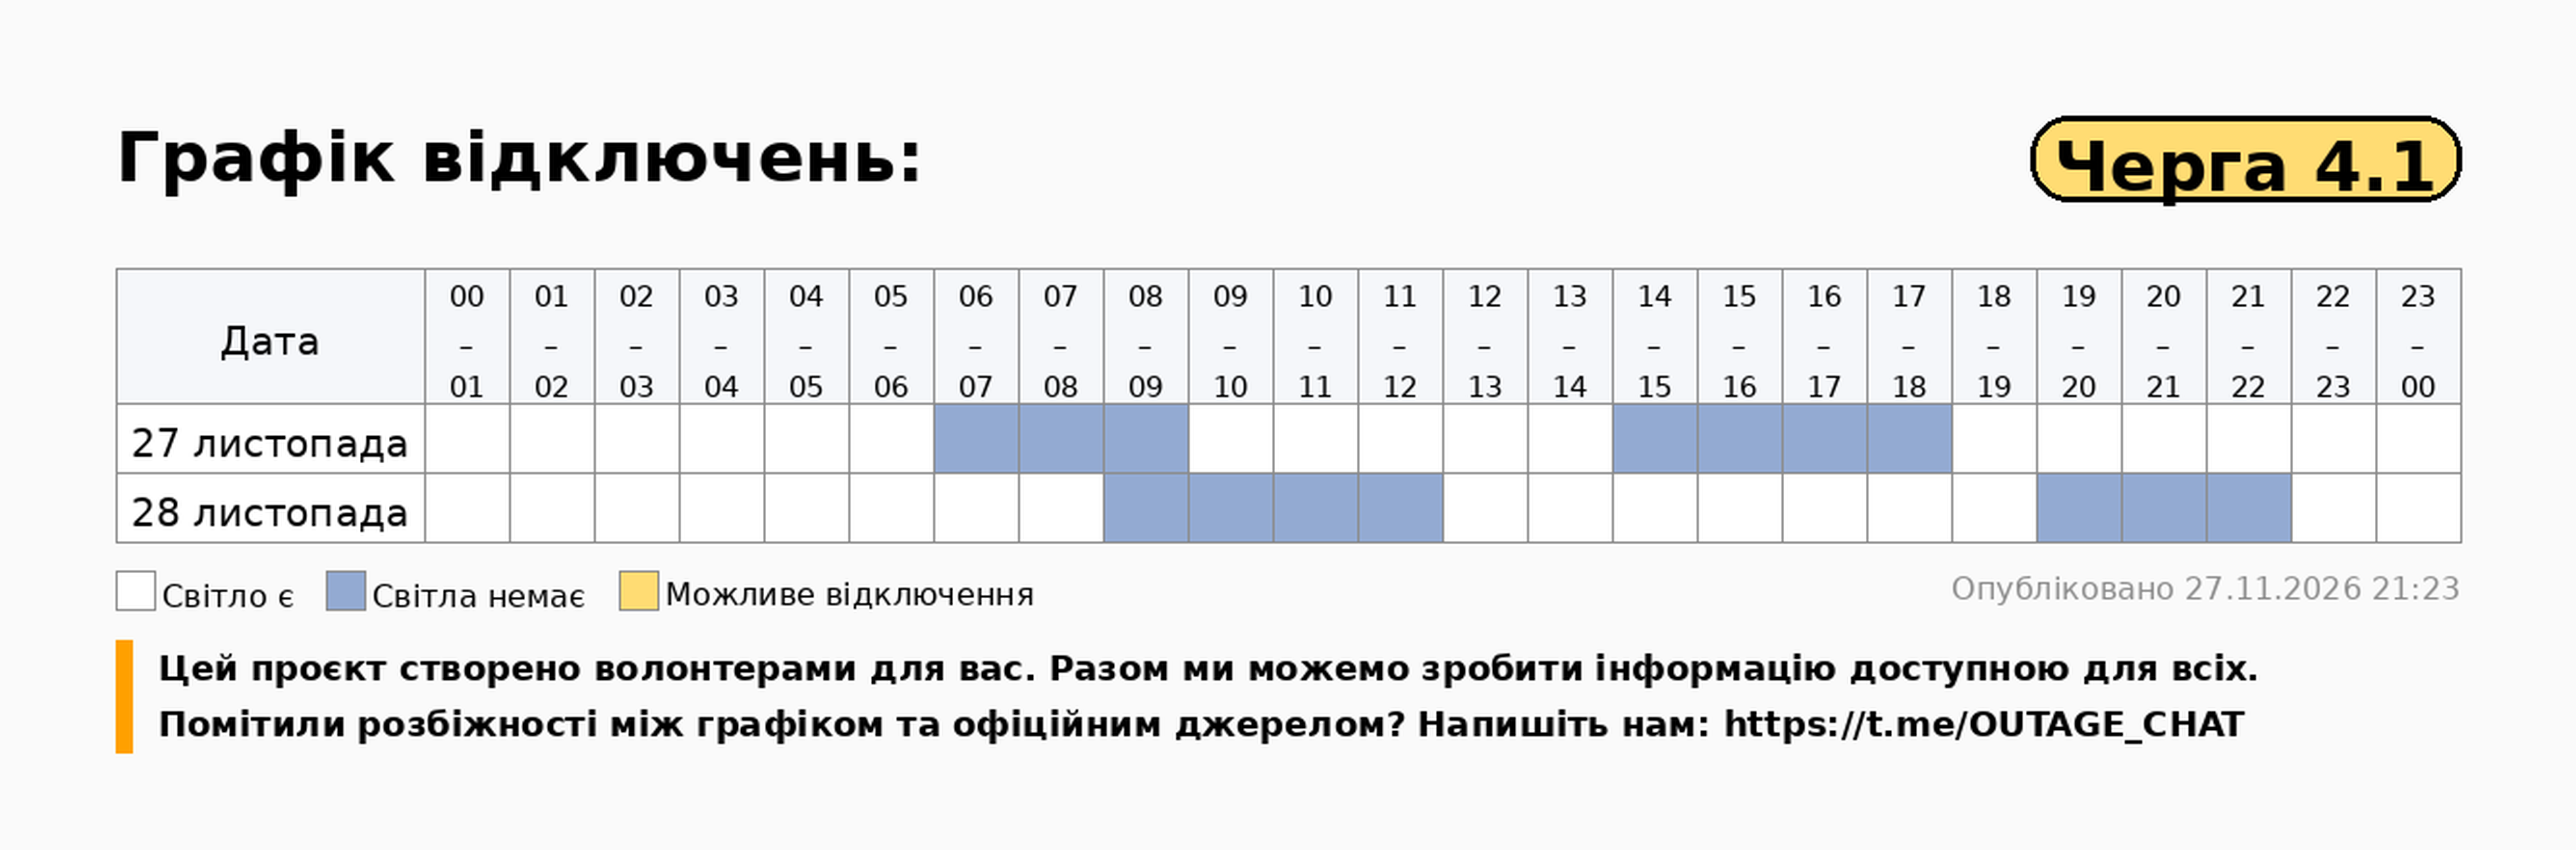 Графік відключень:
Черга 4.1
Дата 00 – 01 01 – 02 02 – 03 03 – 04 04 – 05 05 – 06 06 – 07 07 – 08 08 – 09 09 – 10 10 – 11 11 – 12 12 – 13 13 – 14 14 – 15 15 – 16 16 – 17 17 – 18 18 – 19 19 – 20 20 – 21 21 – 22 22 – 23 23 – 00
27 листопада
28 листопада
Світло є Світла немає Можливе відключення
Опубліковано 27.11.2026 21:23
Цей проєкт створено волонтерами для вас. Разом ми можемо зробити інформацію доступною для всіх.
Помітили розбіжності між графіком та офіційним джерелом? Напишіть нам: https://t.me/OUTAGE_CHAT